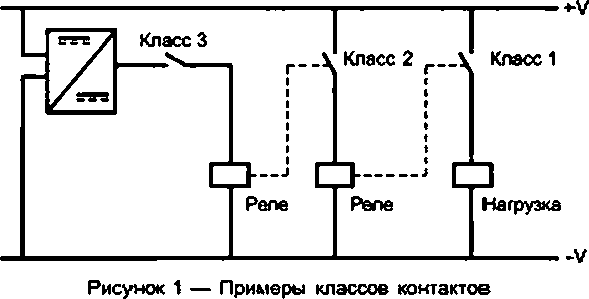 +V
Класс 3
Класс 2
Класс 1
Реле
Реле
Нагрузка
-V
Рисунок 1 — Примеры классов контактов